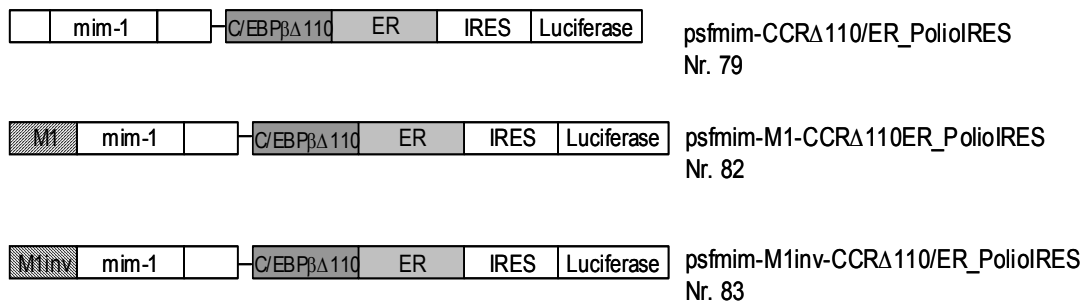 mim-1 C/EBPβΔ110 ER IRES Luciferase
psfmim-CCRΔ110/ER_PolioIRES
Nr. 79
M1 mim-1 C/EBPβΔ110 ER IRES Luciferase
psfmim-M1-CCRΔ110ER_PolioIRES
Nr. 82
M1inv mim-1 C/EBPβΔ110 ER IRES Luciferase
psfmim-M1inv-CCRΔ110/ER_PolioIRES
Nr. 83